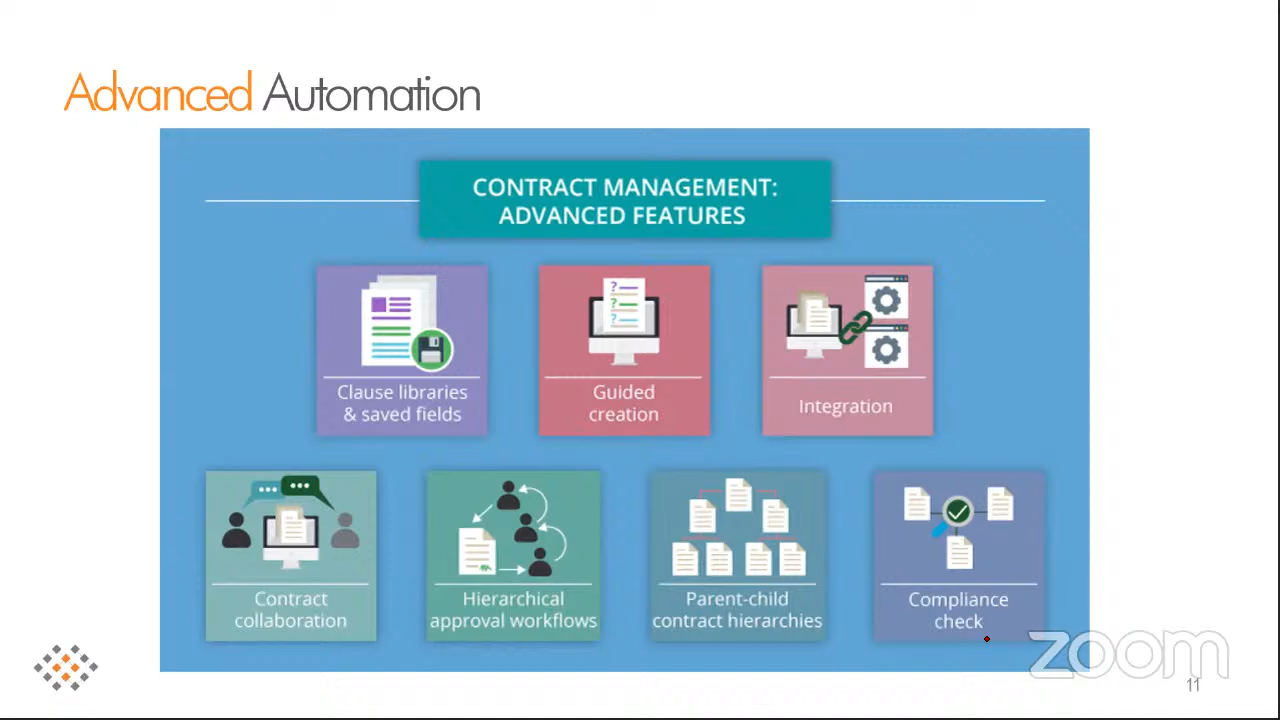 Advanced Automation
CONTRACT MANAGEMENT:
ADVANCED FEATURES
? 
?
?
Clause libraries
& saved fields
Guided
creation
Integration
Contract
collaboration
Hierarchical
approval workflows
Parent-child
contract hierarchies
Compliance
check
zoom
11